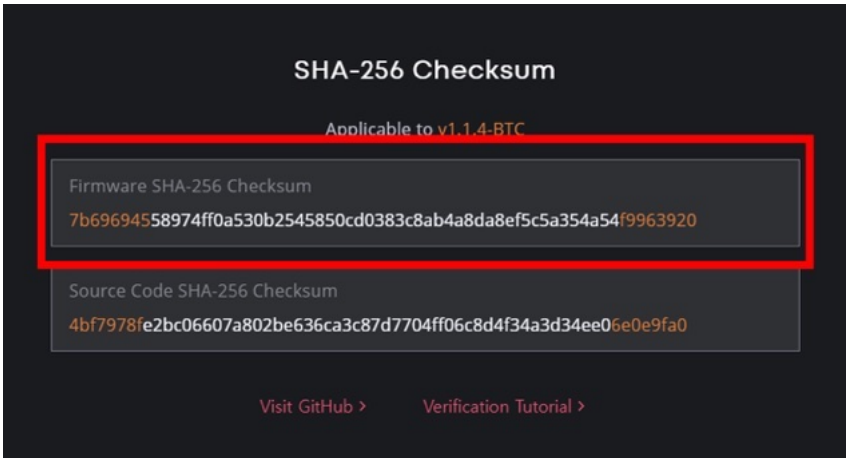 SHA-256 Checksum
Applicable to v1.1.4-BTC
Firmware SHA-256 Checksum
7b69694558974ff0a530b2545850cd0383c8ab4a8da8ef5c5a354a54f9963920
Source Code SHA-256 Checksum
4bf7978fe2bc06607a802be636ca3c87d7704ff06c8d4f34a3d34ee06e0e9fa0
Visit GitHub >
Verification Tutorial >